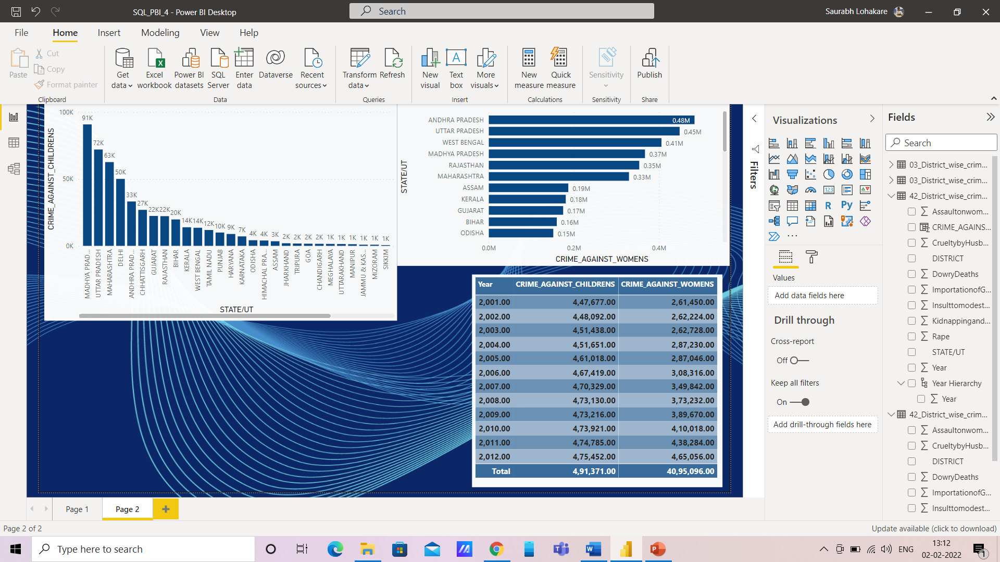 SQL_PBI_4 - Power BI Desktop
Search
Saurabh Lohakare
File Home Insert Modeling View Help
Paste
Cut
Copy
Format painter
Clipboard
Get data
Excel workbook
Power BI datasets
SQL Server
Enter data
Dataverse
Recent sources
Data
Transform data
Refresh
Queries
New visual
Text box
More visuals
Insert
New measure
Quick measure
Calculations
Sensitivity
Sensitivity
Publish
Share
CRIME_AGAINST_CHILDRENS
100K
50K
0K
91K
72K
63K
50K
33K
27K
22K
22K
20K
14K
14K
12K
10K
9K
7K
4K
4K
3K
2K
2K
2K
2K
1K
1K
1K
1K
1K
1K
MADHYA PRAD...
UTTAR PRADESH
MAHARASHTRA
DELHI
ANDHRA PRAD...
CHHATTISGARH
GUJARAT
RAJASTHAN
BIHAR
KERALA
WEST BENGAL
TAMIL NADU
PUNJAB
HARYANA
KARNATAKA
ODISHA
HIMACHAL PRA...
ASSAM
JHARKHAND
TRIPURA
GOA
CHANDIGARH
MEGHALAYA
UTTARAKHAND
MANIPUR
JAMMU & KAS...
MIZORAM
SIKKIM
STATE/UT
STATE/UT
ANDHRA PRADESH 0.48M
UTTAR PRADESH 0.45M
WEST BENGAL 0.41M
MADHYA PRADESH 0.37M
RAJASTHAN 0.35M
MAHARASHTRA 0.33M
ASSAM 0.19M
KERALA 0.18M
GUJARAT 0.17M
BIHAR 0.16M
ODISHA 0.15M
0.0M 0.2M 0.4M
CRIME_AGAINST_WOMENS
Year CRIME_AGAINST_CHILDRENS CRIME_AGAINST_WOMENS
2,001.00 4,47,677.00 2,61,450.00
2,002.00 4,48,092.00 2,62,224.00
2,003.00 4,51,438.00 2,62,728.00
2,004.00 4,51,651.00 2,87,230.00
2,005.00 4,61,018.00 2,87,046.00
2,006.00 4,67,419.00 3,08,316.00
2,007.00 4,70,329.00 3,49,842.00
2,008.00 4,73,130.00 3,73,232.00
2,009.00 4,73,216.00 3,89,670.00
2,010.00 4,73,921.00 4,10,018.00
2,011.00 4,74,785.00 4,38,284.00
2,012.00 4,75,452.00 4,65,056.00
Total 4,91,371.00 40,95,096.00
Filters
Visualizations
123
R
Py
...
Values
Add data fields here
Drill through
Cross-report
Off
Keep all filters
On
Add drill-through fields here
Fields
Search
03_District_wise_crim...
03_District_wise_crim...
42_District_wise_crim...
Assaultonwom...
CRIME_AGAINS...
CrueltybyHusb...
DISTRICT
DowryDeaths
ImportationofG...
Insulttomodest...
Kidnappingand...
Rape
STATE/UT
Year
Year Hierarchy
Year
42_District_wise_crim...
Assaultonwom...
CrueltybyHusb...
DISTRICT
DowryDeaths
ImportationofG...
Insulttomodest...
Page 1
Page 2
Page 2 of 2
Update available (click to download)
Type here to search
ENG
13:12
02-02-2022
1